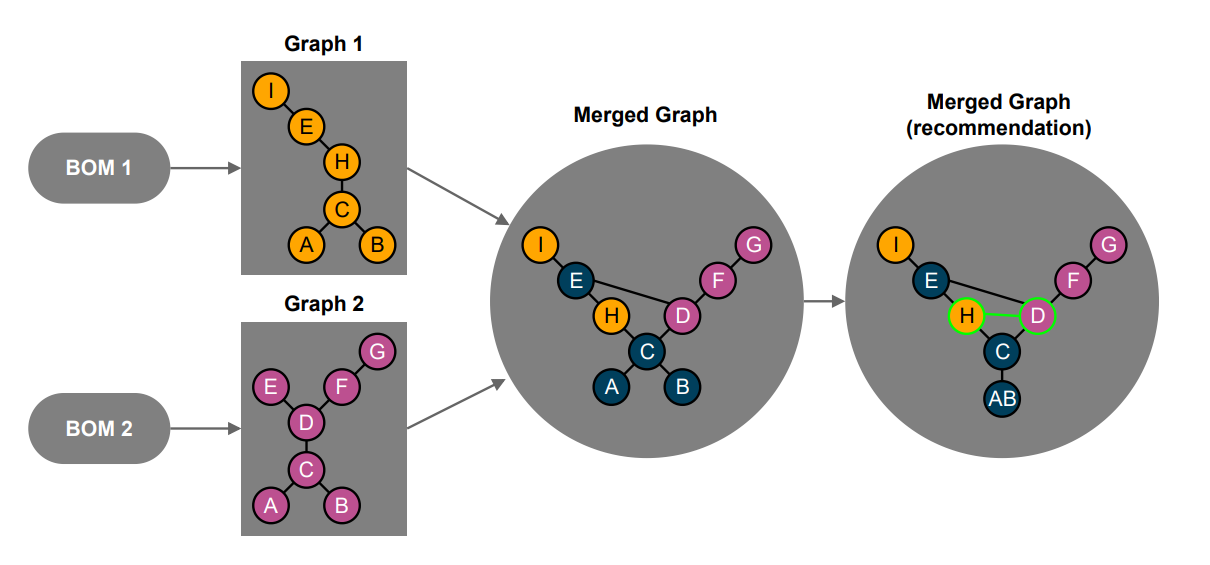 Graph 1
I
E
H
C
A B
BOM 1
Graph 2
G
E F
D
C
A B
BOM 2
Merged Graph
I G
E F
H D
C
A B
Merged Graph
(recommendation)
I G
E F
H D
C
AB